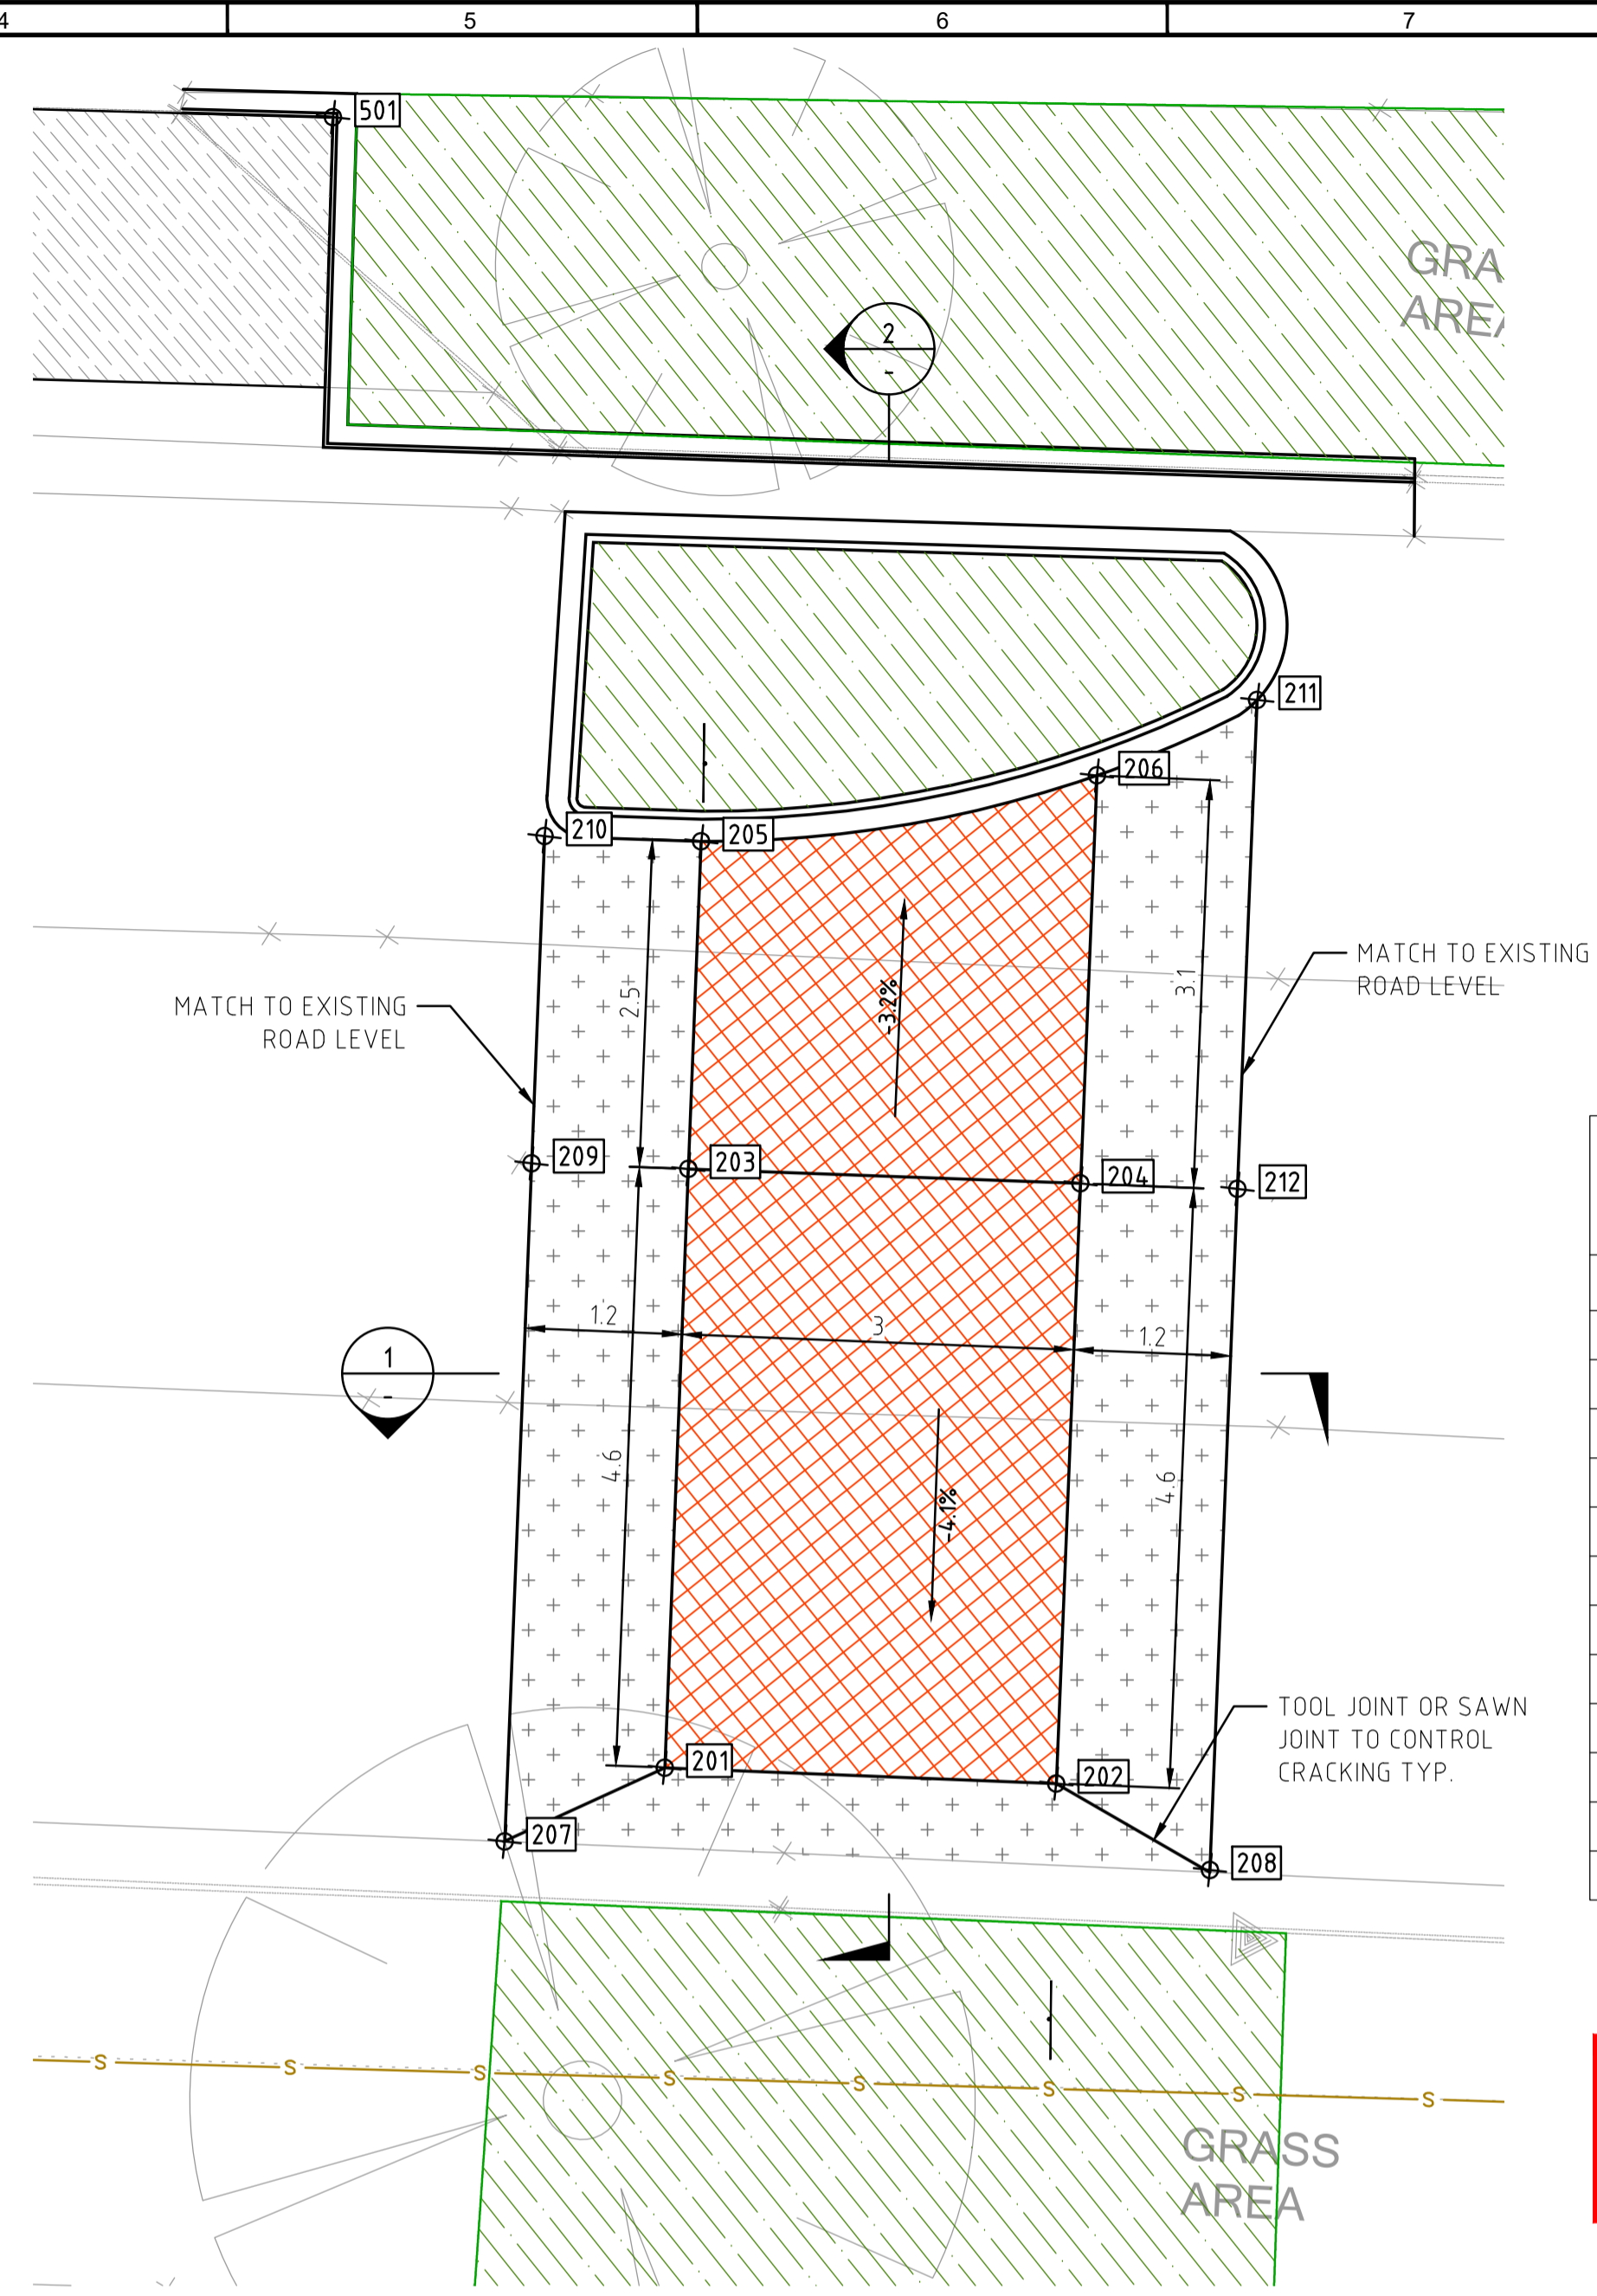 4
5
6
7
501
GRA
AREA
2
-
211
206
210
205
3.1
MATCH TO EXISTING
ROAD LEVEL
2.5
-3.2%
MATCH TO EXISTING
ROAD LEVEL
209
203
204
212
1.2
3
1.2
1
-
4.6
4.6
-4.1%
TOOL JOINT OR SAWN
JOINT TO CONTROL
CRACKING TYP.
201
202
207
208
S S S S S S S S
GRASS
AREA